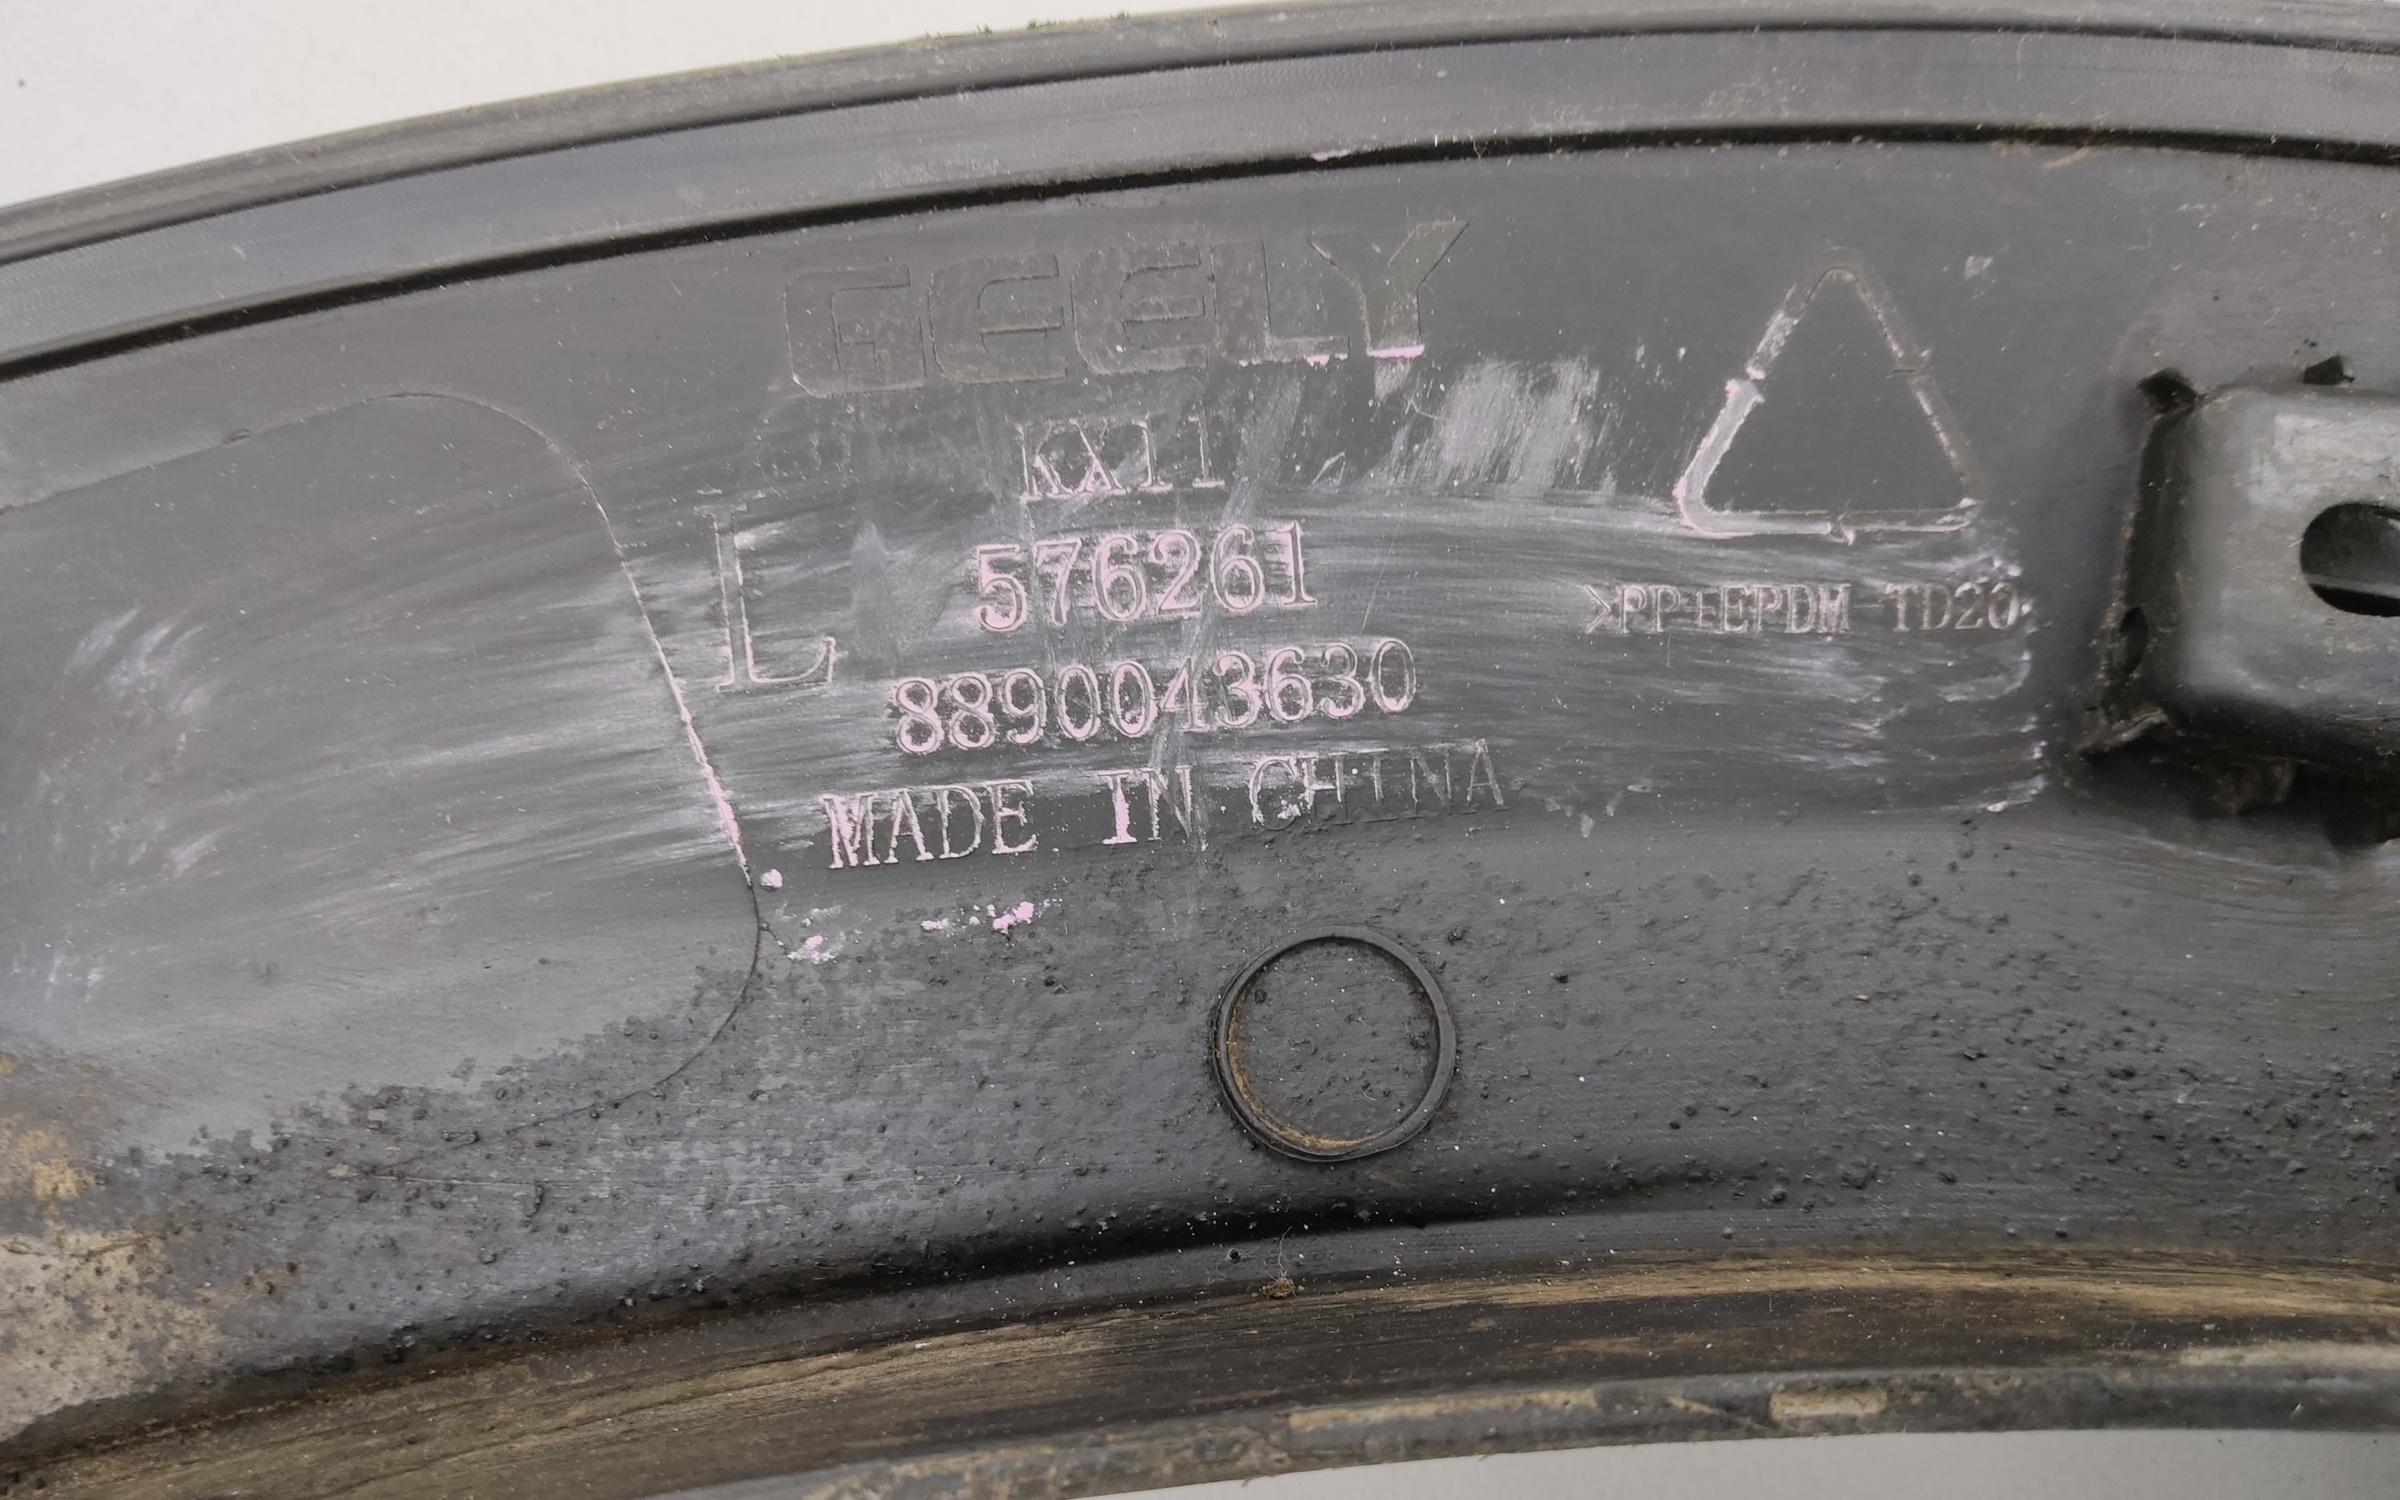 GEELY
KX11
L
576261
8890043630
MADE IN CHINA
>PP+EPDM-TD20<